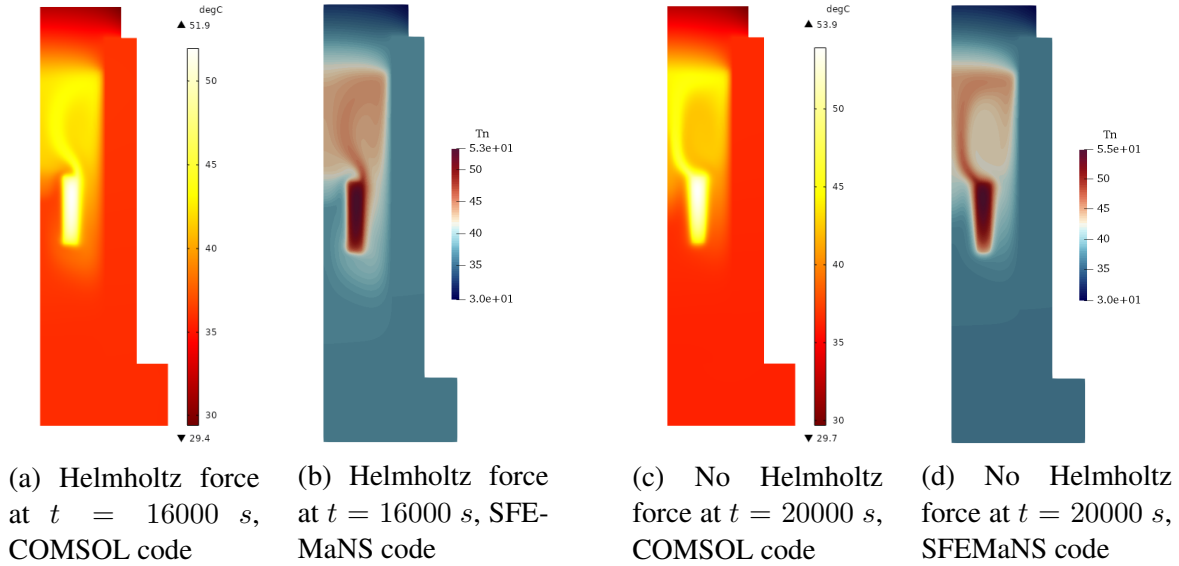 degC
▲ 51.9
50
45
40
35
30
▼ 29.4
Tn
5.3e+01
50
45
40
35
3.0e+01
degC
▲ 53.9
50
45
40
35
30
▼ 29.7
Tn
5.5e+01
50
45
40
35
3.0e+01
(a) Helmholtz force
at t = 16000 s,
COMSOL code
(b) Helmholtz force
at t = 16000 s, SFE-
MaNS code
(c) No Helmholtz
force at t = 20000 s,
COMSOL code
(d) No Helmholtz
force at t = 20000 s,
SFEMaNS code